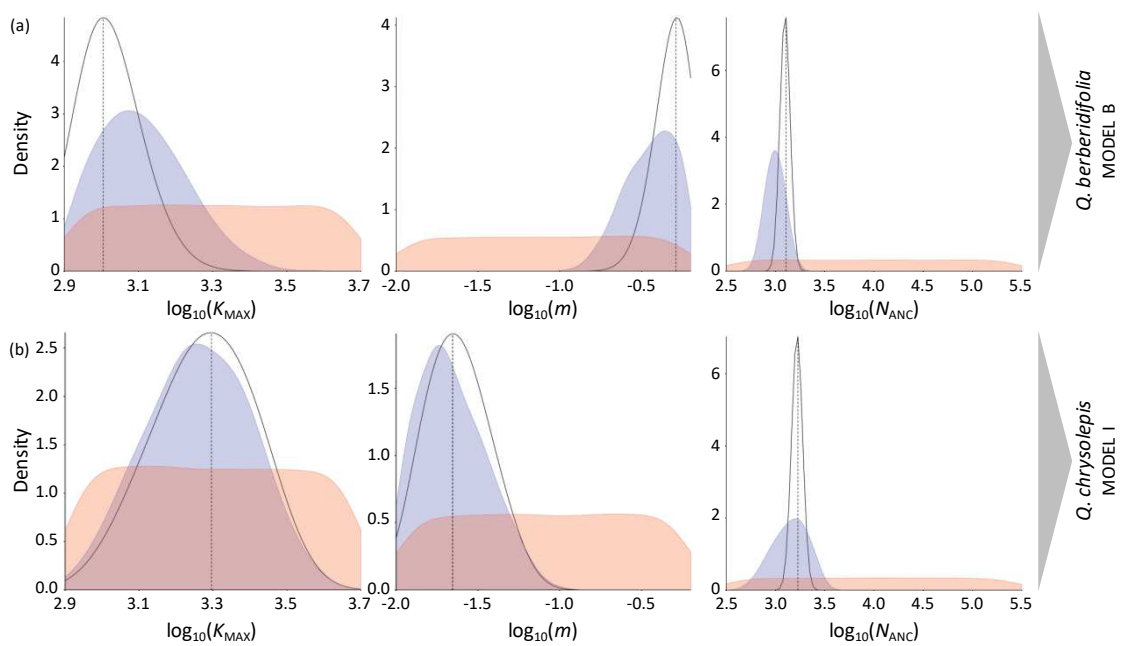 (a)
Density
4
3
2
1
0
2.9 3.1 3.3 3.5 3.7
log10(KMAX)
4
3
2
1
0
-2.0 -1.5 -1.0 -0.5
log10(m)
6
4
2
0
2.5 3.0 3.5 4.0 4.5 5.0 5.5
log10(NANC)
Q. berberidifolia
MODEL B
(b)
Density
2.5
2.0
1.5
1.0
0.5
0.0
2.9 3.1 3.3 3.5 3.7
log10(KMAX)
1.5
1.0
0.5
0.0
-2.0 -1.5 -1.0 -0.5
log10(m)
6
4
2
0
2.5 3.0 3.5 4.0 4.5 5.0 5.5
log10(NANC)
Q. chrysolepis
MODEL I